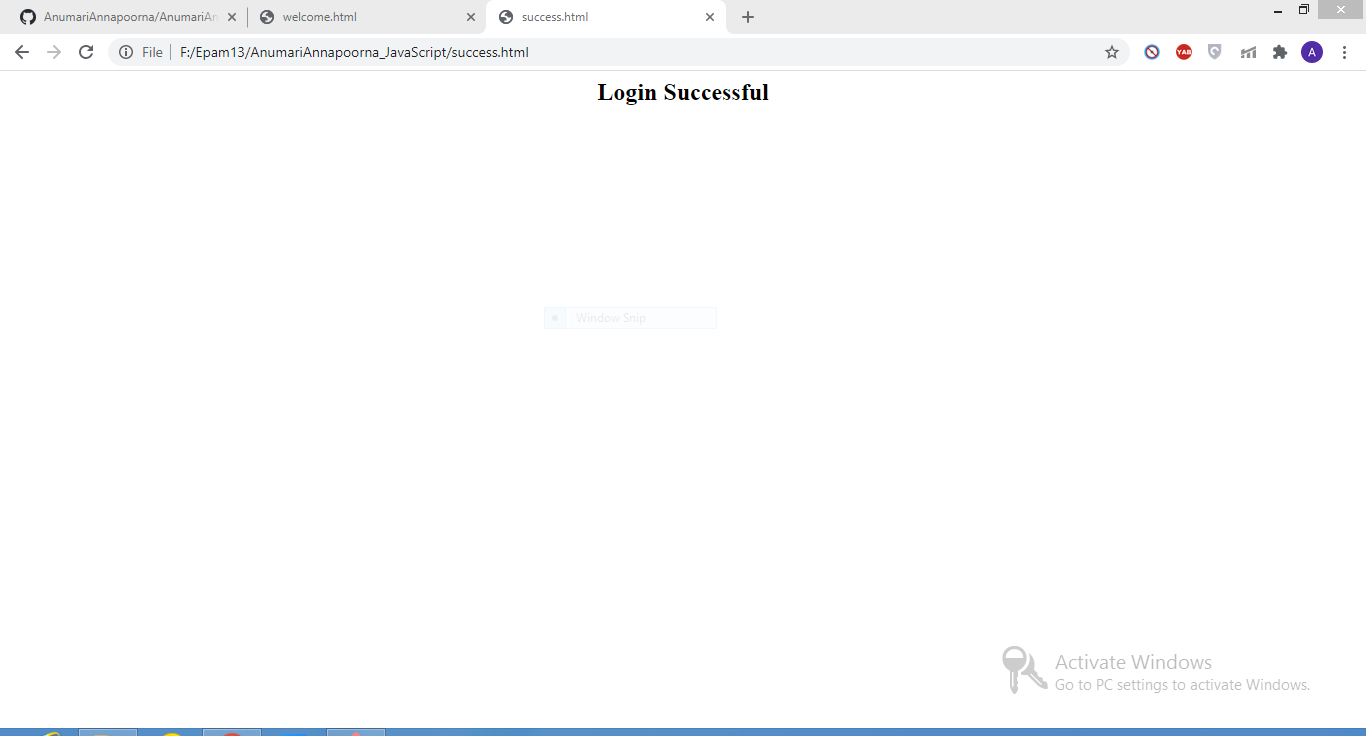 AnumariAnnapoorna/AnumariAn
welcome.html
success.html
File
F:/Epam13/AnumariAnnapoorna_JavaScript/success.html
YAB
A
Login Successful
Window Snip
Activate Windows
Go to PC settings to activate Windows.